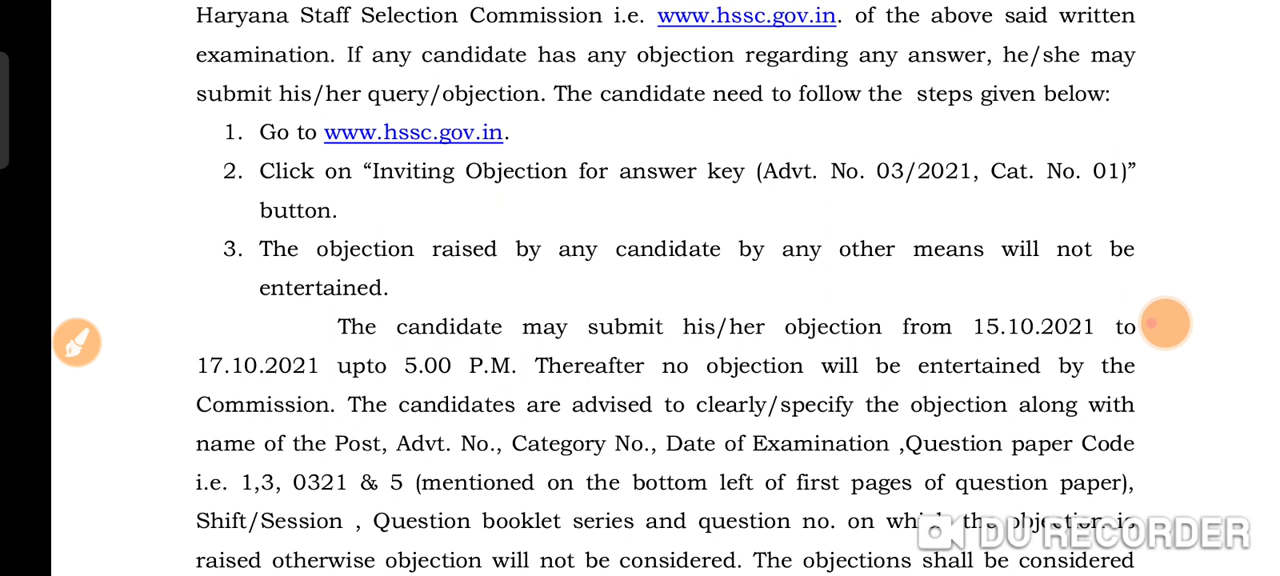 Haryana Staff Selection Commission i.e. www.hssc.gov.in. of the above said written
examination. If any candidate has any objection regarding any answer, he/she may
submit his/her query/objection. The candidate need to follow the steps given below:
1. Go to www.hssc.gov.in.
2. Click on “Inviting Objection for answer key (Advt. No. 03/2021, Cat. No. 01)”
button.
3. The objection raised by any candidate by any other means will not be
entertained.
The candidate may submit his/her objection from 15.10.2021 to
17.10.2021 upto 5.00 P.M. Thereafter no objection will be entertained by the
Commission. The candidates are advised to clearly/specify the objection along with
name of the Post, Advt. No., Category No., Date of Examination ,Question paper Code
i.e. 1,3, 0321 & 5 (mentioned on the bottom left of first pages of question paper),
Shift/Session , Question booklet series and question no. on which the objection is
DU RECORDER
raised otherwise objection will not be considered. The objections shall be considered